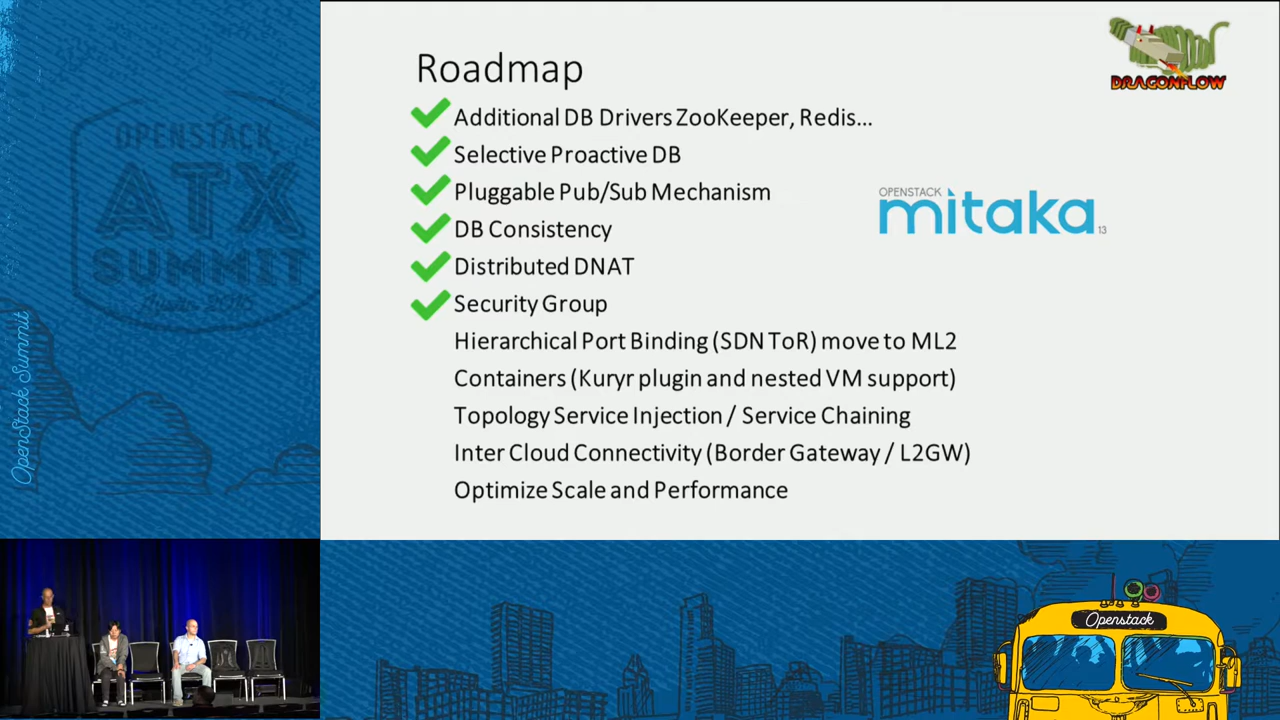 Roadmap
DRAGONFLOW
Additional DB Drivers ZooKeeper, Redis...
Selective Proactive DB
Pluggable Pub/Sub Mechanism
DB Consistency
Distributed DNAT
Security Group
Hierarchical Port Binding (SDN ToR) move to ML2
Containers (Kuryr plugin and nested VM support)
Topology Service Injection / Service Chaining
Inter Cloud Connectivity (Border Gateway / L2GW)
Optimize Scale and Performance
OPENSTACK
mitaka
13
OPENSTACK
ATX
SUMMIT
Austin 2016
OpenStack Summit
Openstack